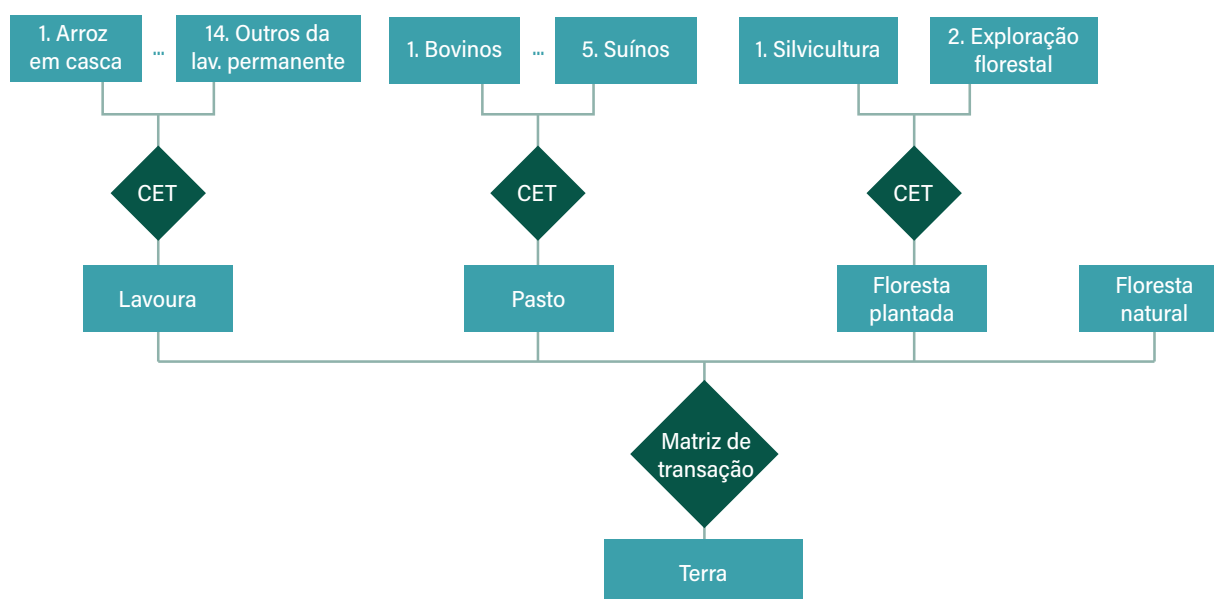 1. Arroz
em casca
...
14. Outros da
lav. permanente
1. Bovinos
...
5. Suínos
1. Silvicultura
2. Exploração
florestal
CET
CET
CET
Lavoura
Pasto
Floresta
plantada
Floresta
natural
Matriz de
transação
Terra